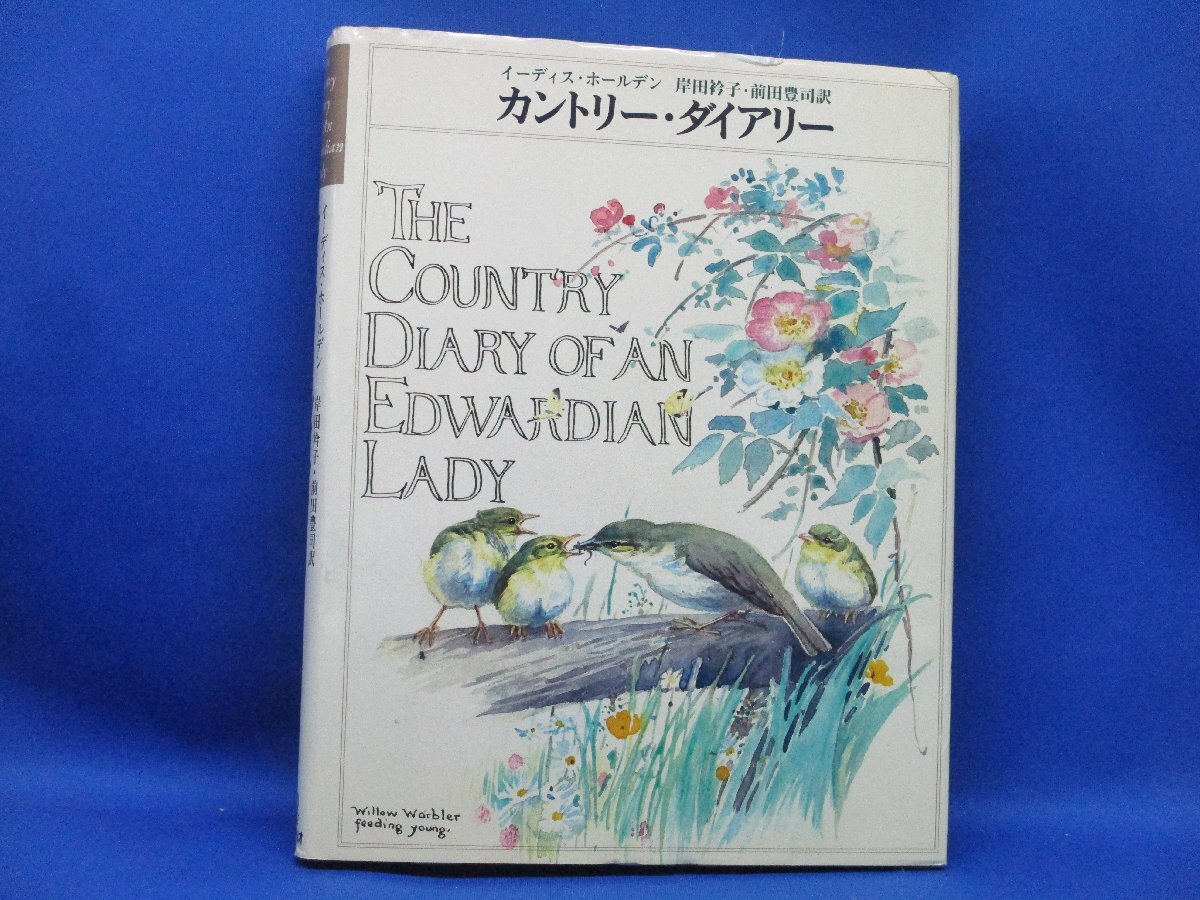 イーディス・ホールデン 岸田衿子・前田豊司訳
カントリー・ダイアリー
THE
COUNTRY
DIARY OF AN
EDWARDIAN
LADY
Willow Warbler
feeding young.
イーディス・ホールデン 岸田衿子・前田豊司訳